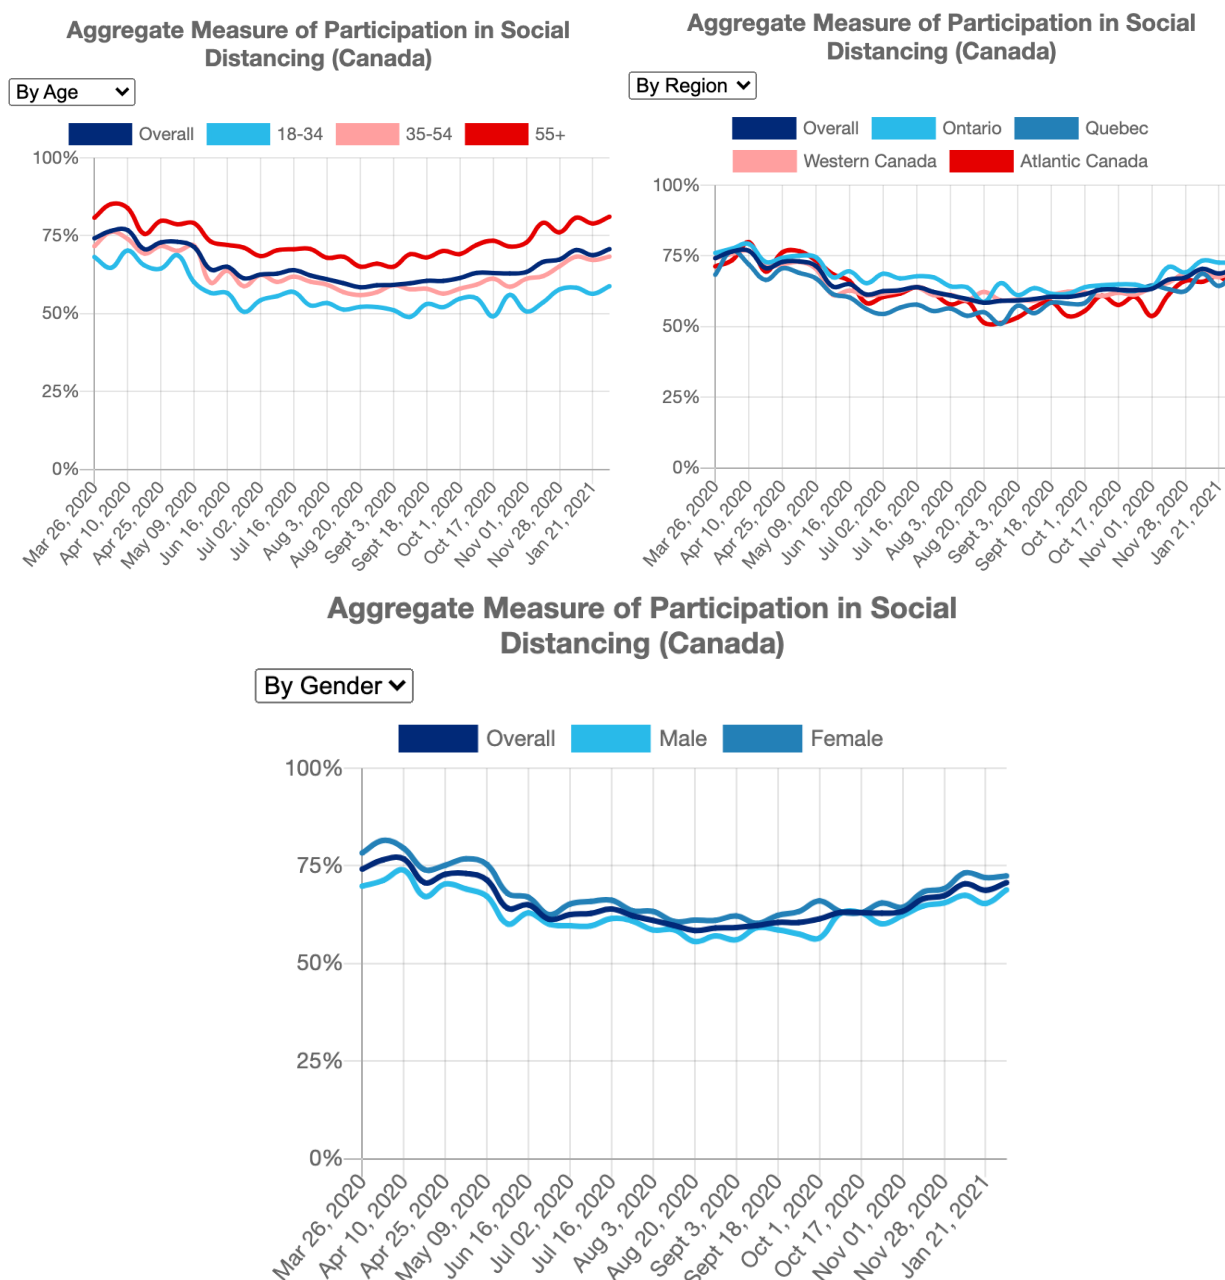 Aggregate Measure of Participation in Social
Distancing (Canada)
By Age
Overall 18-34 35-54 55+
100%
75%
50%
25%
0%
Mar 26, 2020
Apr 10, 2020
Apr 25, 2020
May 09, 2020
Jun 16, 2020
Jul 02, 2020
Jul 16, 2020
Aug 3, 2020
Aug 20, 2020
Sept 3, 2020
Sept 18, 2020
Oct 1, 2020
Oct 17, 2020
Nov 01, 2020
Nov 28, 2020
Jan 21, 2021
Aggregate Measure of Participation in Social
Distancing (Canada)
By Region
Overall Ontario Quebec
Western Canada Atlantic Canada
100%
75%
50%
25%
0%
Mar 26, 2020
Apr 10, 2020
Apr 25, 2020
May 09, 2020
Jun 16, 2020
Jul 02, 2020
Jul 16, 2020
Aug 3, 2020
Aug 20, 2020
Sept 3, 2020
Sept 18, 2020
Oct 1, 2020
Oct 17, 2020
Nov 01, 2020
Nov 28, 2020
Jan 21, 2021
Aggregate Measure of Participation in Social
Distancing (Canada)
By Gender
Overall Male Female
100%
75%
50%
25%
0%
Mar 26, 2020
Apr 10, 2020
Apr 25, 2020
May 09, 2020
Jun 16, 2020
Jul 02, 2020
Jul 16, 2020
Aug 3, 2020
Aug 20, 2020
Sept 3, 2020
Sept 18, 2020
Oct 1, 2020
Oct 17, 2020
Nov 01, 2020
Nov 28, 2020
Jan 21, 2021